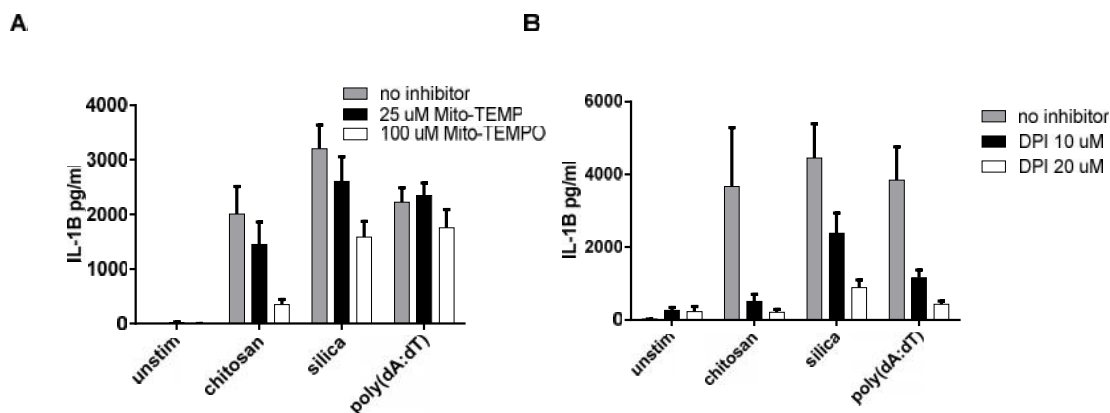 A
B
no inhibitor
25 uM Mito-TEMP
100 uM Mito-TEMPO
4000
3000
2000
1000
0
IL-1B pg/ml
unstim
chitosan
silica
poly(dA:dT)
no inhibitor
DPI 10 uM
DPI 20 uM
6000
4000
2000
0
IL-1B pg/ml
unstim
chitosan
silica
poly(dA:dT)